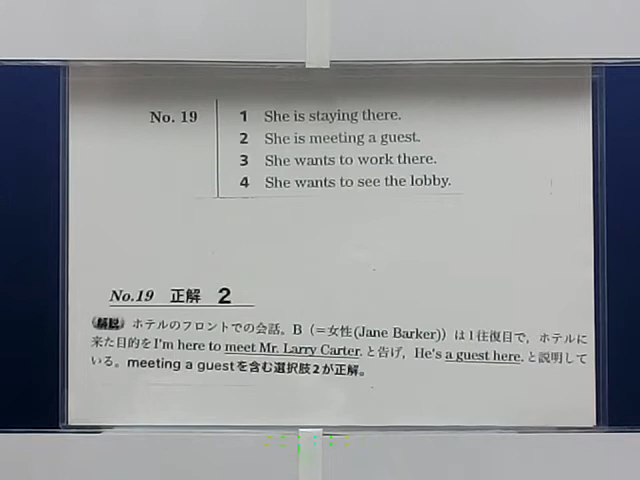 No. 19
1 She is staying there.
2 She is meeting a guest.
3 She wants to work there.
4 She wants to see the lobby.
No.19 正解 2
解説 ホテルのフロントでの会話。B（＝女性(Jane Barker)）は1往復目で，ホテルに
来た目的をI'm here to meet Mr. Larry Carter. と告げ，He's a guest here. と説明して
いる。meeting a guestを含む選択肢2が正解。